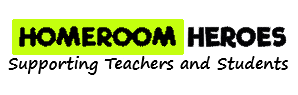 HOMEROOM HEROES
Supporting Teachers and Students